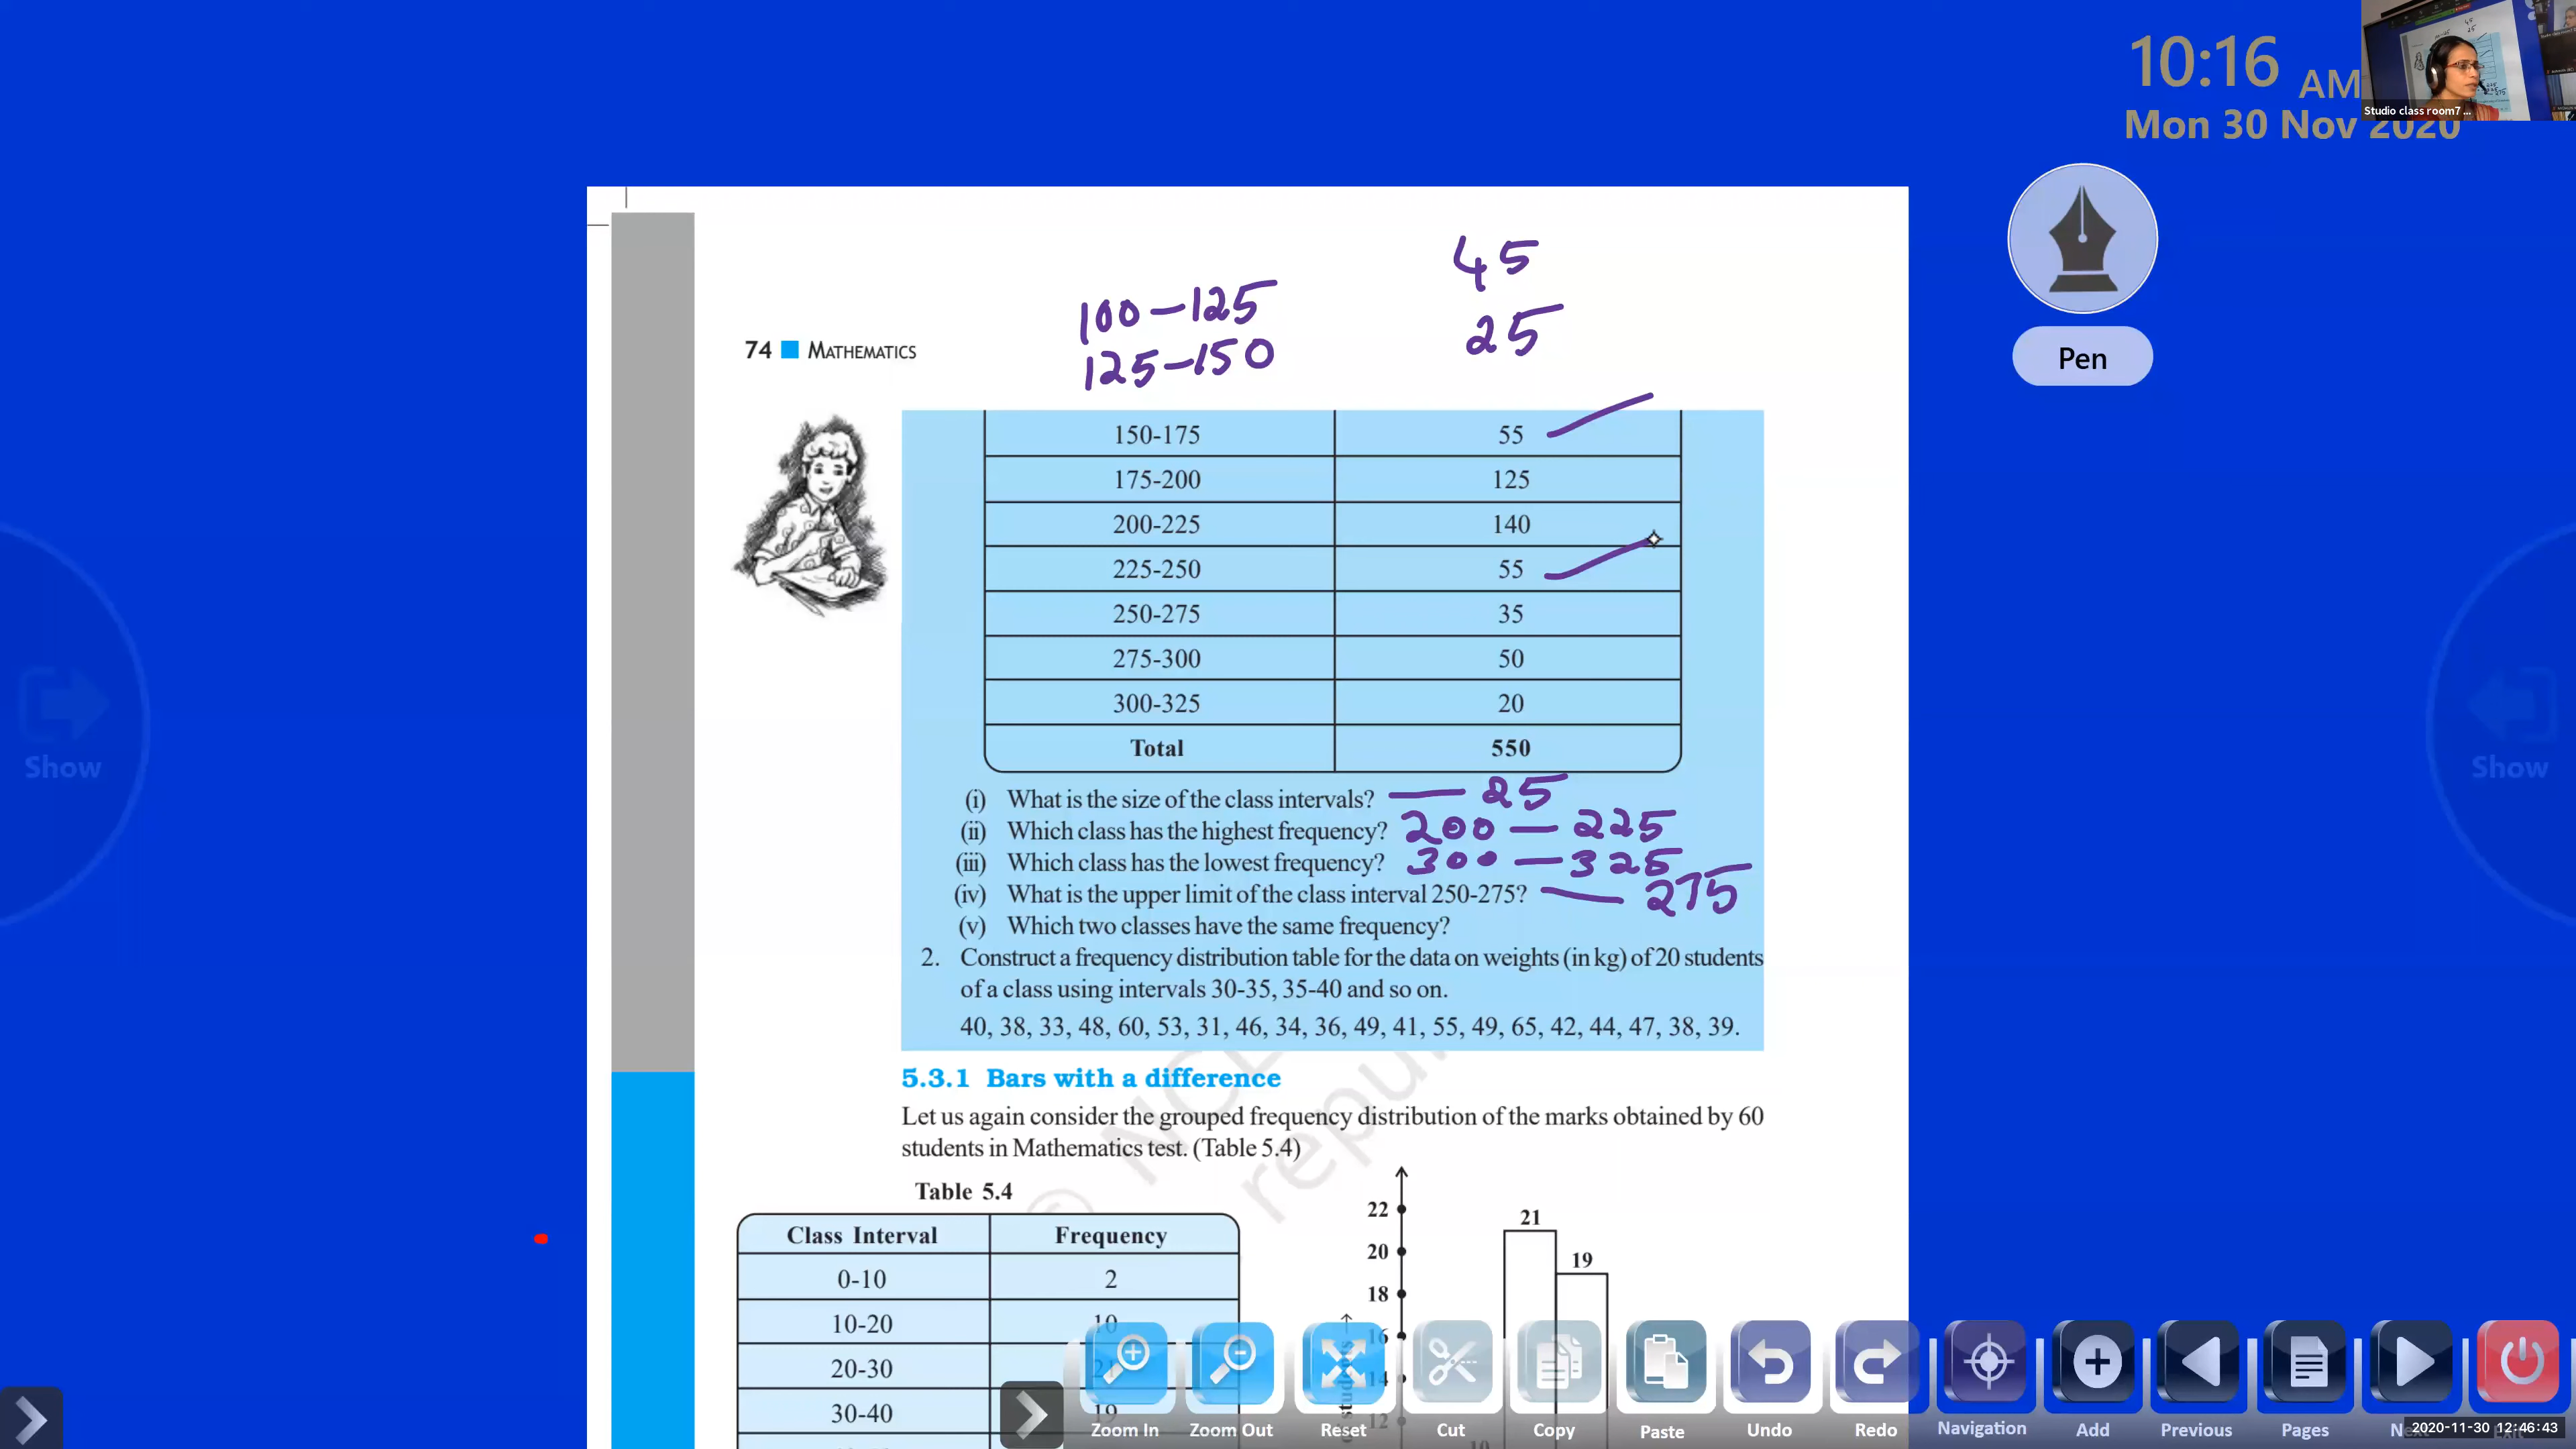 10:16 AM
Mon 30 Nov 2020
Studio class room7 ...
Pen
45
100-125
25
74 MATHEMATICS
125-150
150-175 55
175-200 125
200-225 140
225-250 55
250-275 35
275-300 50
300-325 20
Total 550
(i) What is the size of the class intervals? — 25
(ii) Which class has the highest frequency? 200 — 225
(iii) Which class has the lowest frequency? 300 — 325
(iv) What is the upper limit of the class interval 250-275? — 275
(v) Which two classes have the same frequency?
2. Construct a frequency distribution table for the data on weights (in kg) of 20 students
of a class using intervals 30-35, 35-40 and so on.
40, 38, 33, 48, 60, 53, 31, 46, 34, 36, 49, 41, 55, 49, 65, 42, 44, 47, 38, 39.
5.3.1 Bars with a difference
Let us again consider the grouped frequency distribution of the marks obtained by 60
students in Mathematics test. (Table 5.4)
Table 5.4
Class Interval Frequency
0-10 2
10-20 10
20-30 21
30-40 19
22
21
20
19
18
16
14
12
10
Show
Show
Zoom In
Zoom Out
Reset
Cut
Copy
Paste
Undo
Redo
Navigation
Add
Previous
Pages
2020-11-30 12:46:43